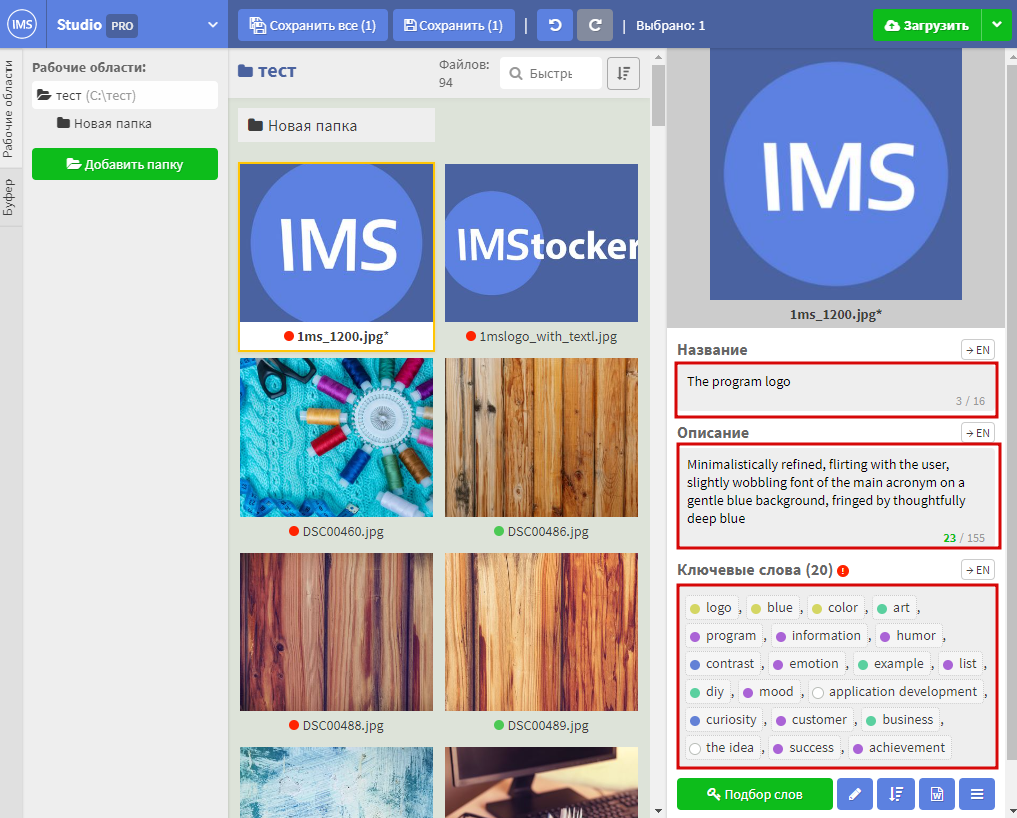 IMS
Studio PRO
Сохранить все (1)
Сохранить (1)
|
|
Выбрано: 1
Загрузить
Рабочие области
Буфер
Рабочие области:
тест (C:\тест)
Новая папка
Добавить папку
тест
Файлов:
94
Быстрь
Новая папка
IMS
IMStocker
1ms_1200.jpg*
1mslogo_with_textl.jpg
DSC00460.jpg
DSC00486.jpg
DSC00488.jpg
DSC00489.jpg
IMS
1ms_1200.jpg*
Название
→ EN
The program logo
3 / 16
Описание
→ EN
Minimalistically refined, flirting with the user,
slightly wobbling font of the main acronym on a
gentle blue background, fringed by thoughtfully
deep blue
23 / 155
Ключевые слова (20)
→ EN
logo , blue , color , art ,
program , information , humor ,
contrast , emotion , example , list ,
diy , mood , application development ,
curiosity , customer , business ,
the idea , success , achievement
Подбор слов